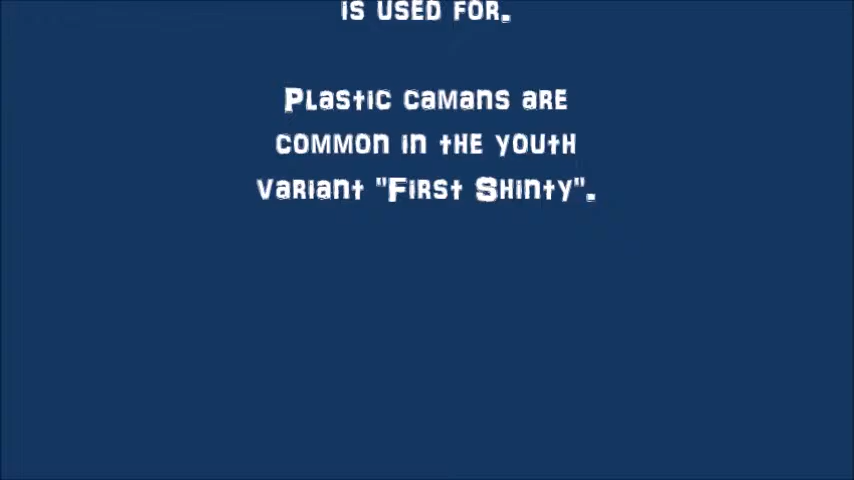 is used for.
Plastic camans are
common in the youth
variant "First Shinty".